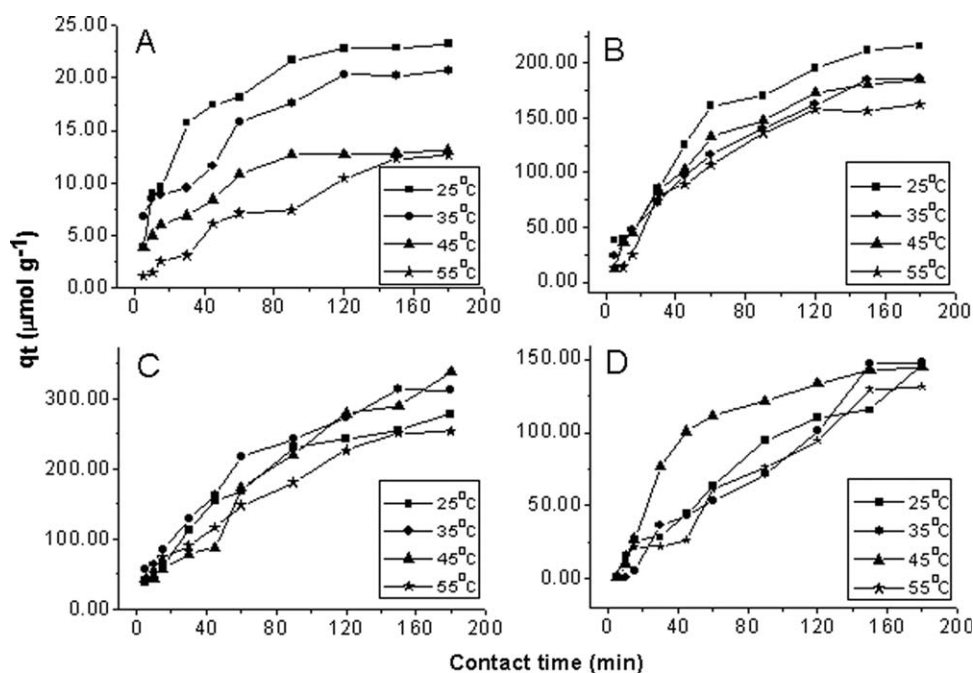 A
25.00
20.00
15.00
10.00
5.00
0.00
0 40 80 120 160 200
25°C
35°C
45°C
55°C
B
200.00
150.00
100.00
50.00
0.00
0 40 80 120 160 200
25°C
35°C
45°C
55°C
qt (µmol g⁻¹)
C
300.00
200.00
100.00
0.00
0 40 80 120 160 200
25°C
35°C
45°C
55°C
D
150.00
100.00
50.00
0.00
0 40 80 120 160 200
25°C
35°C
45°C
55°C
Contact time (min)